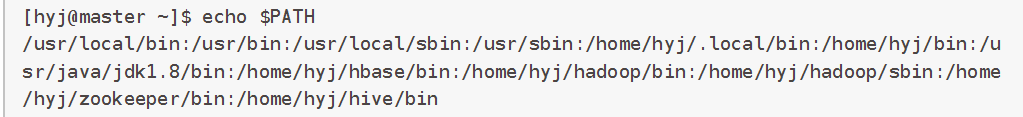 [hyj@master ~]$ echo $PATH
/usr/local/bin:/usr/bin:/usr/local/sbin:/usr/sbin:/home/hyj/.local/bin:/home/hyj/bin:/u
sr/java/jdk1.8/bin:/home/hyj/hbase/bin:/home/hyj/hadoop/bin:/home/hyj/hadoop/sbin:/home
/hyj/zookeeper/bin:/home/hyj/hive/bin